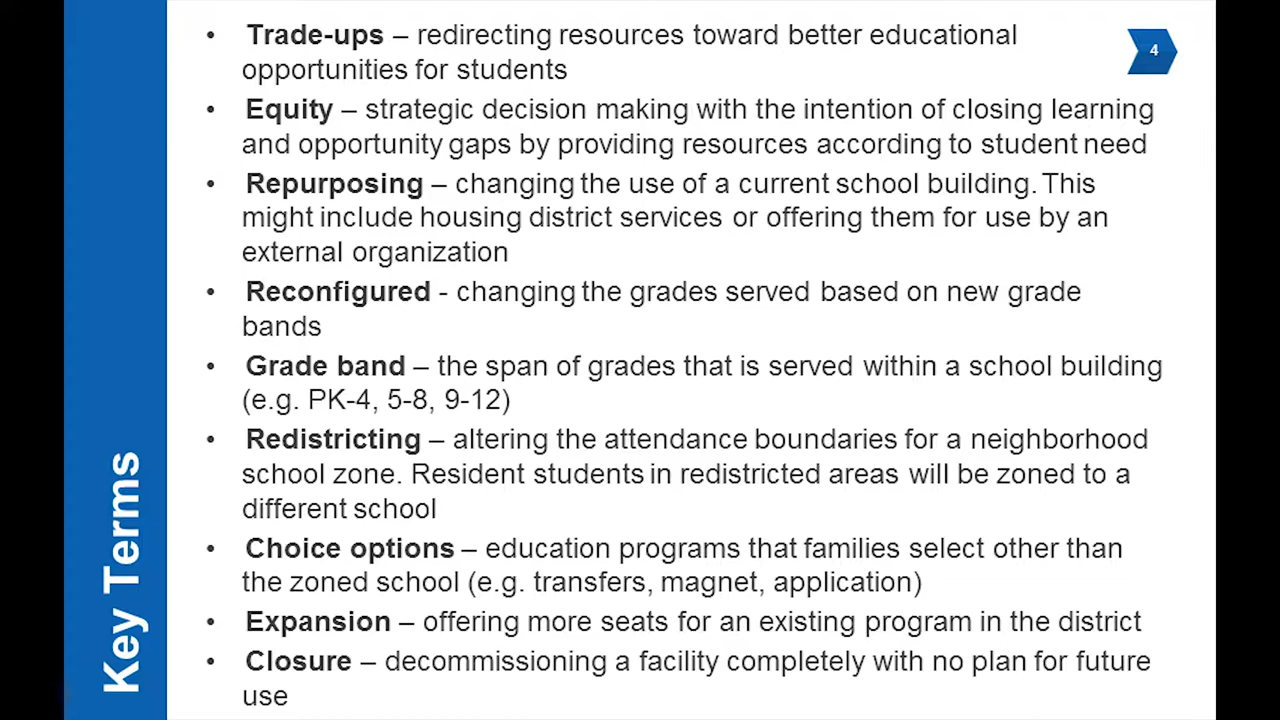 4
• Trade-ups – redirecting resources toward better educational
opportunities for students
• Equity – strategic decision making with the intention of closing learning
and opportunity gaps by providing resources according to student need
• Repurposing – changing the use of a current school building. This
might include housing district services or offering them for use by an
external organization
• Reconfigured - changing the grades served based on new grade
bands
• Grade band – the span of grades that is served within a school building
(e.g. PK-4, 5-8, 9-12)
• Redistricting – altering the attendance boundaries for a neighborhood
school zone. Resident students in redistricted areas will be zoned to a
different school
• Choice options – education programs that families select other than
the zoned school (e.g. transfers, magnet, application)
• Expansion – offering more seats for an existing program in the district
• Closure – decommissioning a facility completely with no plan for future
use
Key Terms